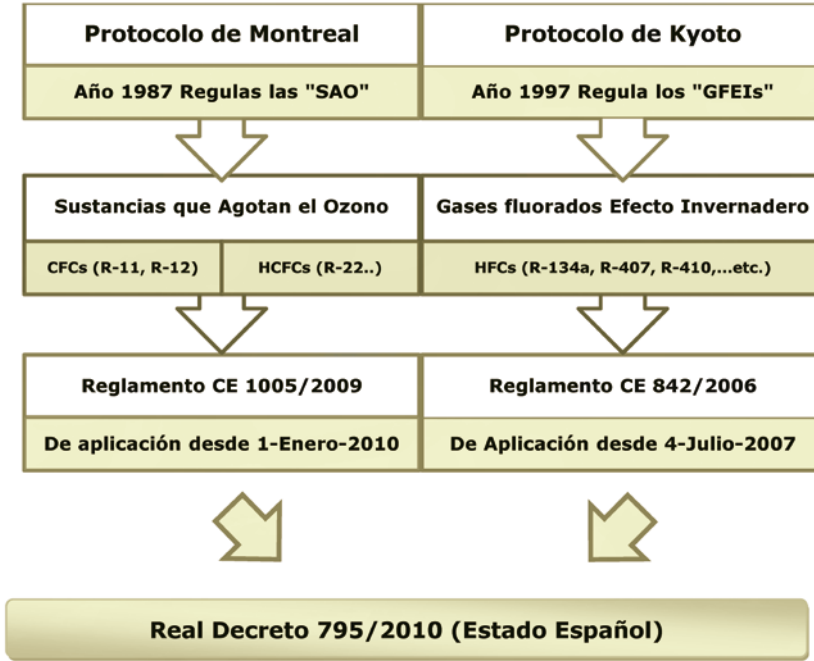 Protocolo de Montreal
Año 1987 Regulas las "SAO"
Protocolo de Kyoto
Año 1997 Regula los "GFEIs"
Sustancias que Agotan el Ozono
CFCs (R-11, R-12)
HCFCs (R-22..)
Gases fluorados Efecto Invernadero
HFCs (R-134a, R-407, R-410,...etc.)
Reglamento CE 1005/2009
De aplicación desde 1-Enero-2010
Reglamento CE 842/2006
De Aplicación desde 4-Julio-2007
Real Decreto 795/2010 (Estado Español)